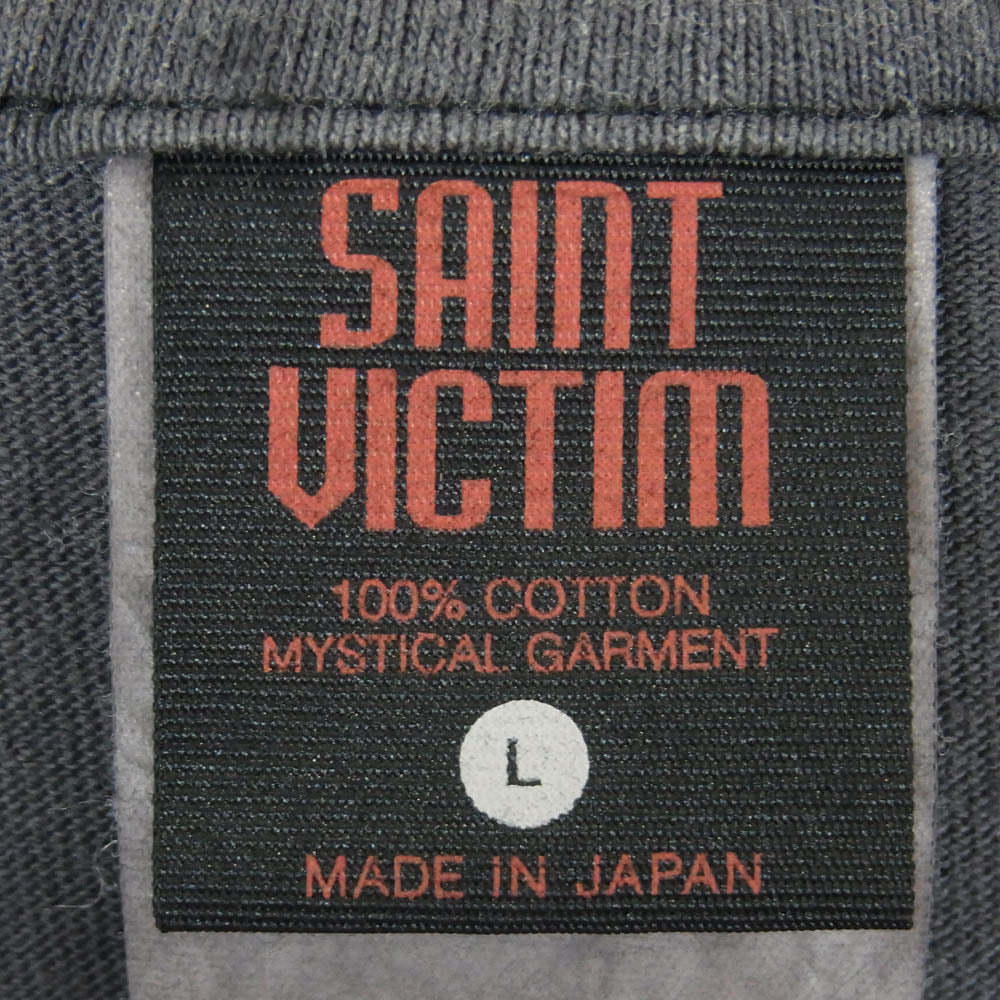 SAINT
VICTIM
100% COTTON
MYSTICAL GARMENT
L
MADE IN JAPAN